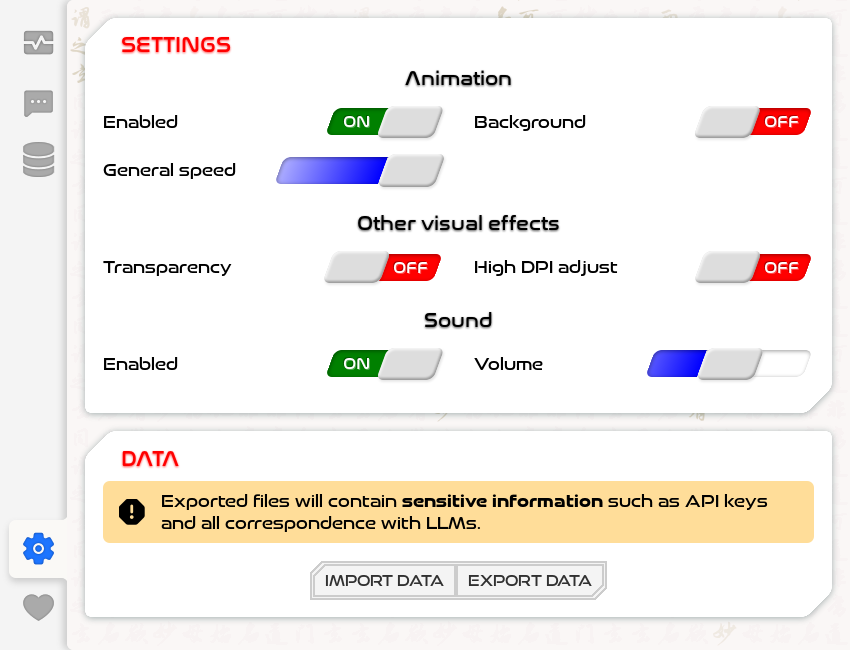 SETTINGS
Animation
Enabled ON Background OFF
General speed
Other visual effects
Transparency OFF High DPI adjust OFF
Sound
Enabled ON Volume
DATA
Exported files will contain sensitive information such as API keys
and all correspondence with LLMs.
IMPORT DATA EXPORT DATA